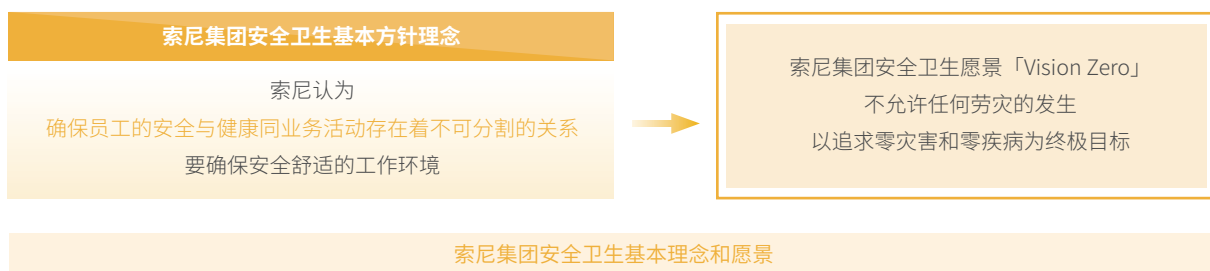 索尼集团安全卫生基本方针理念
索尼认为
确保员工的安全与健康同业务活动存在着不可分割的关系
要确保安全舒适的工作环境
索尼集团安全卫生愿景「Vision Zero」
不允许任何劳灾的发生
以追求零灾害和零疾病为终极目标
索尼集团安全卫生基本理念和愿景